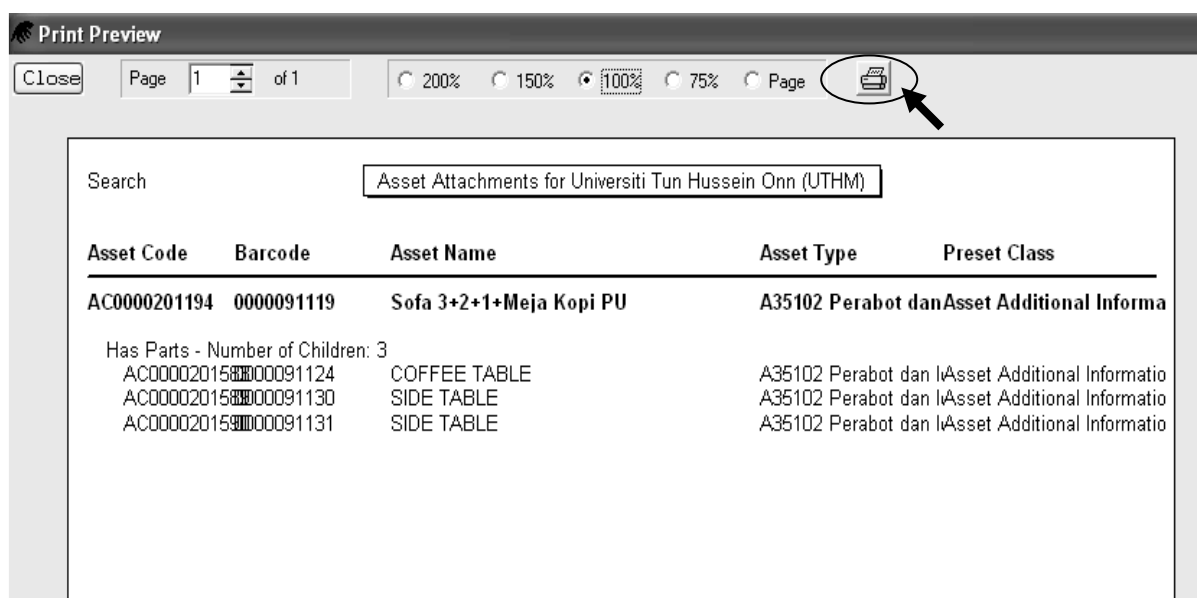 Print Preview
Close Page 1 of 1 200% 150% 100% 75% Page
Search Asset Attachments for Universiti Tun Hussein Onn (UTHM)
Asset Code Barcode Asset Name Asset Type Preset Class
AC0000201194 0000091119 Sofa 3+2+1+Meja Kopi PU A35102 Perabot dan Asset Additional Informa
Has Parts - Number of Children: 3
COFFEE TABLE A35102 Perabot dan Asset Additional Informatio
SIDE TABLE A35102 Perabot dan Asset Additional Informatio
SIDE TABLE A35102 Perabot dan Asset Additional Informatio